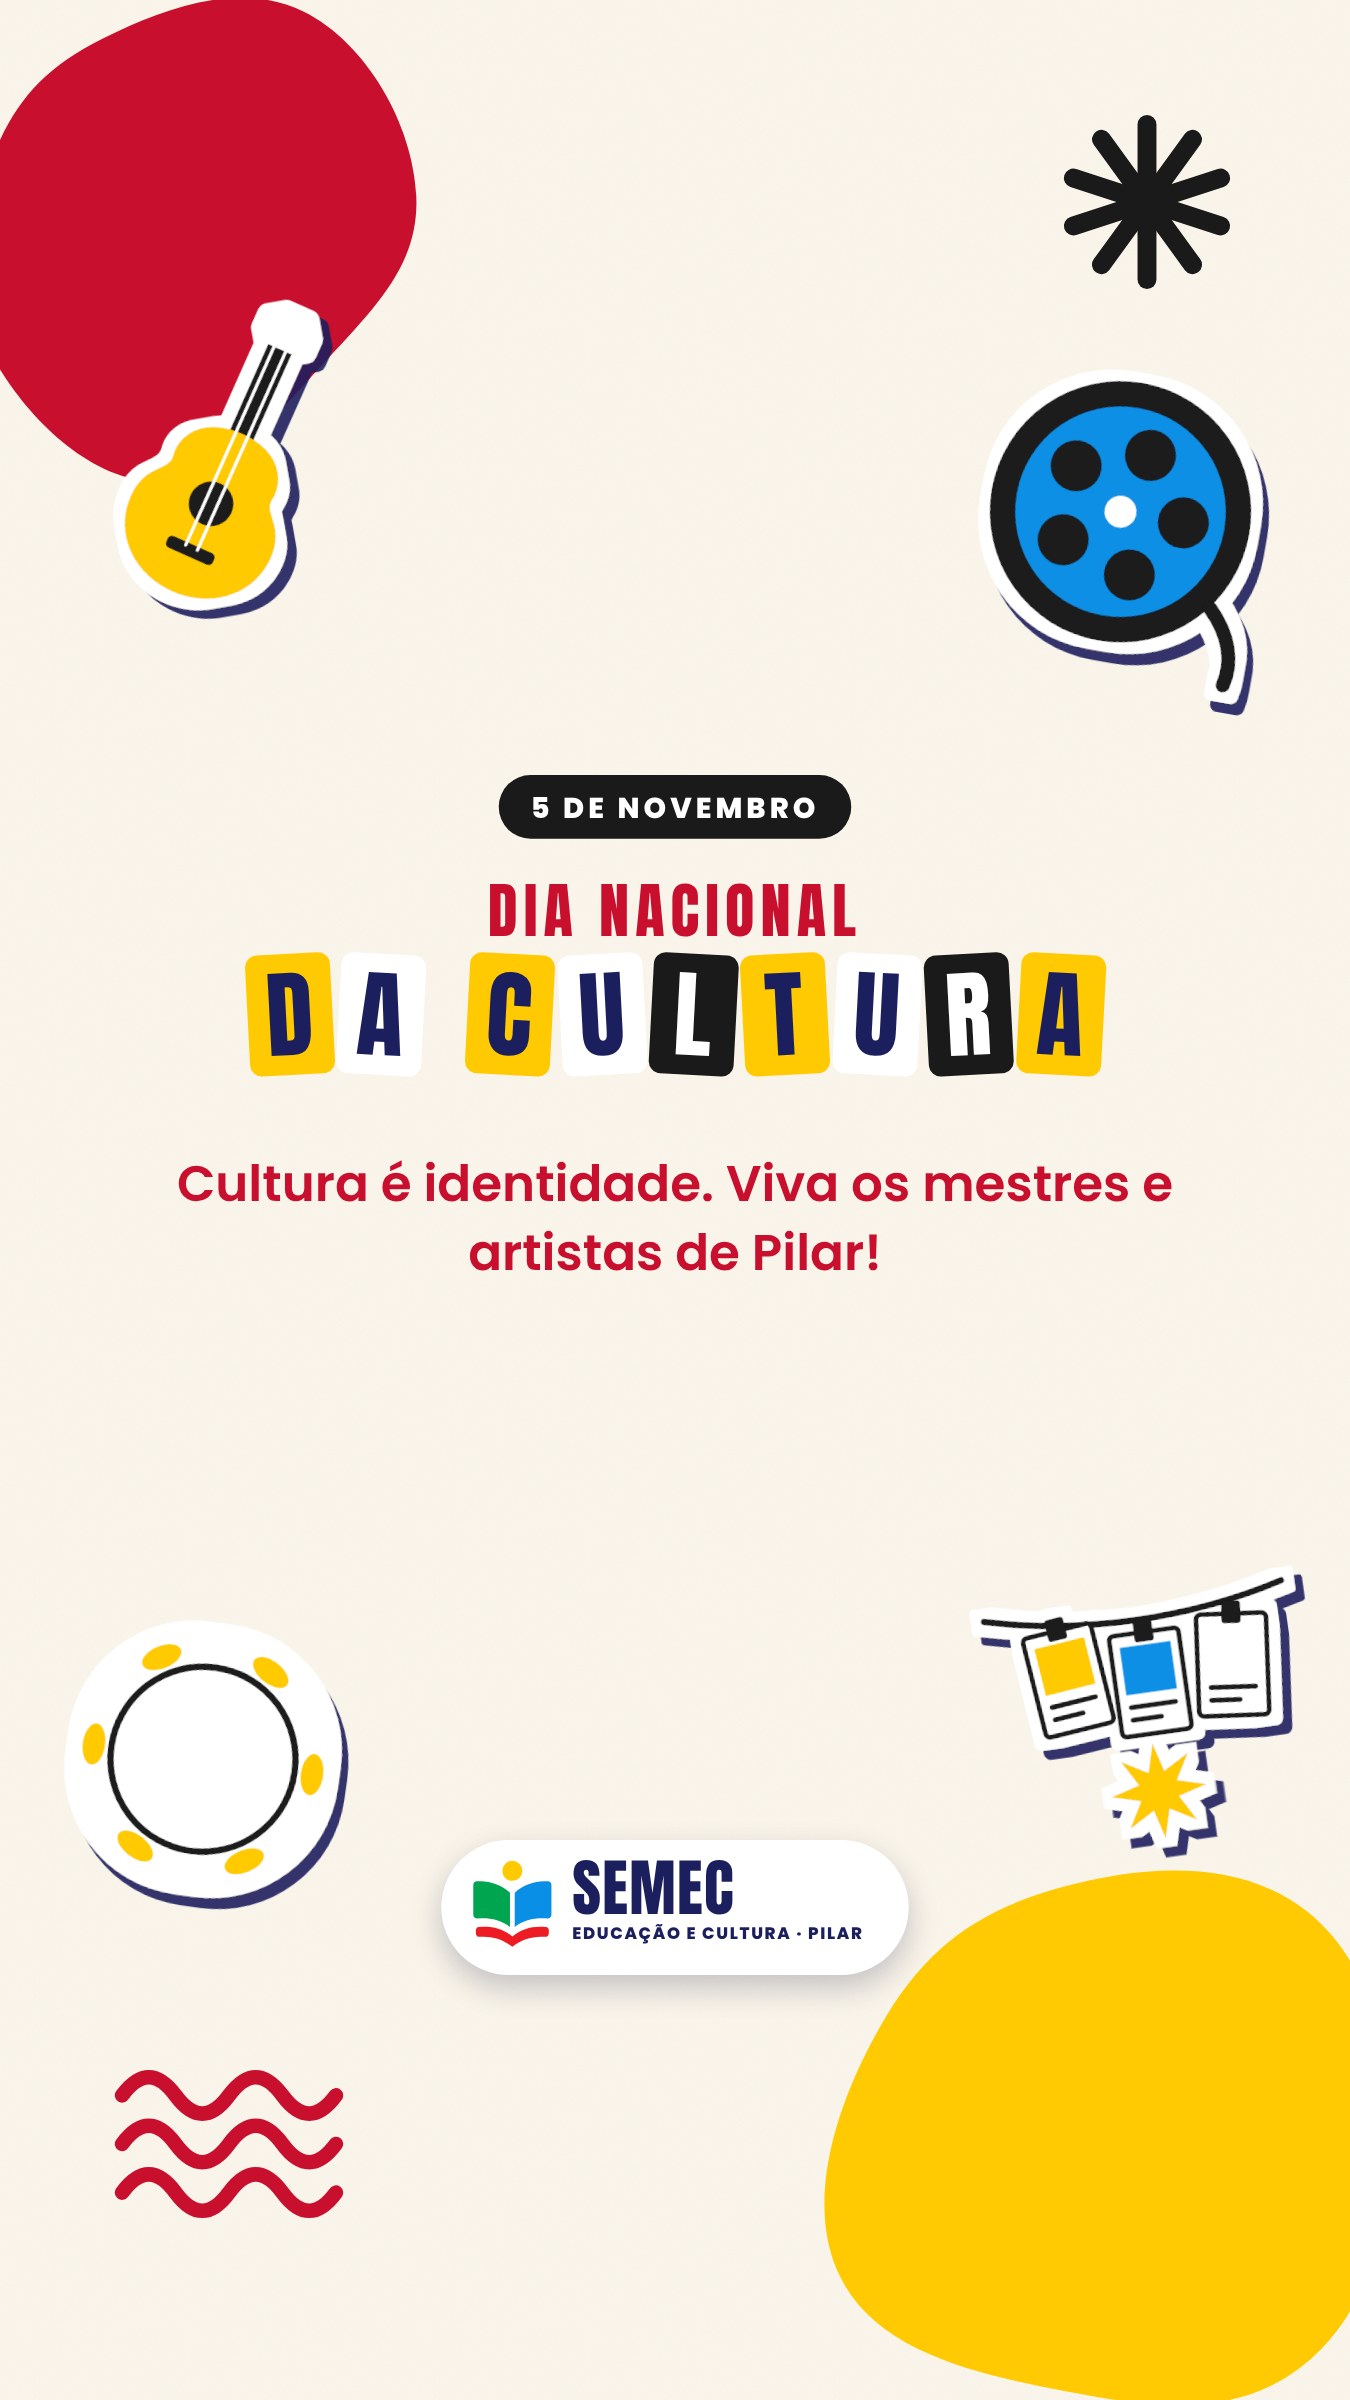 5 DE NOVEMBRO
DIA NACIONAL
DA CULTURA
Cultura é identidade. Viva os mestres e
artistas de Pilar!
SEMEC
EDUCAÇÃO E CULTURA · PILAR